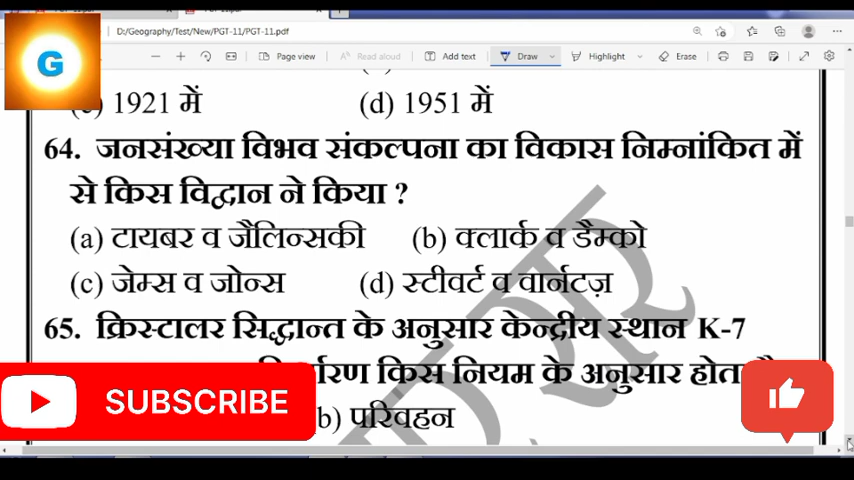 G
D:/Geography/Test/New/PGT-11/PGT-11.pdf
Page view
Read aloud
Add text
Draw
Highlight
Erase
1921 में (d) 1951 में
64. जनसंख्या विभव संकल्पना का विकास निम्नांकित में
से किस विद्वान ने किया ?
(a) टायबर व जैलिन्सकी (b) क्लार्क व डैम्को
(c) जेम्स व जोन्स (d) स्टीवर्ट व वार्नटज़
65. क्रिस्टालर सिद्धान्त के अनुसार केन्द्रीय स्थान K-7
किस नियम के अनुसार
SUBSCRIBE
b) परिवहन